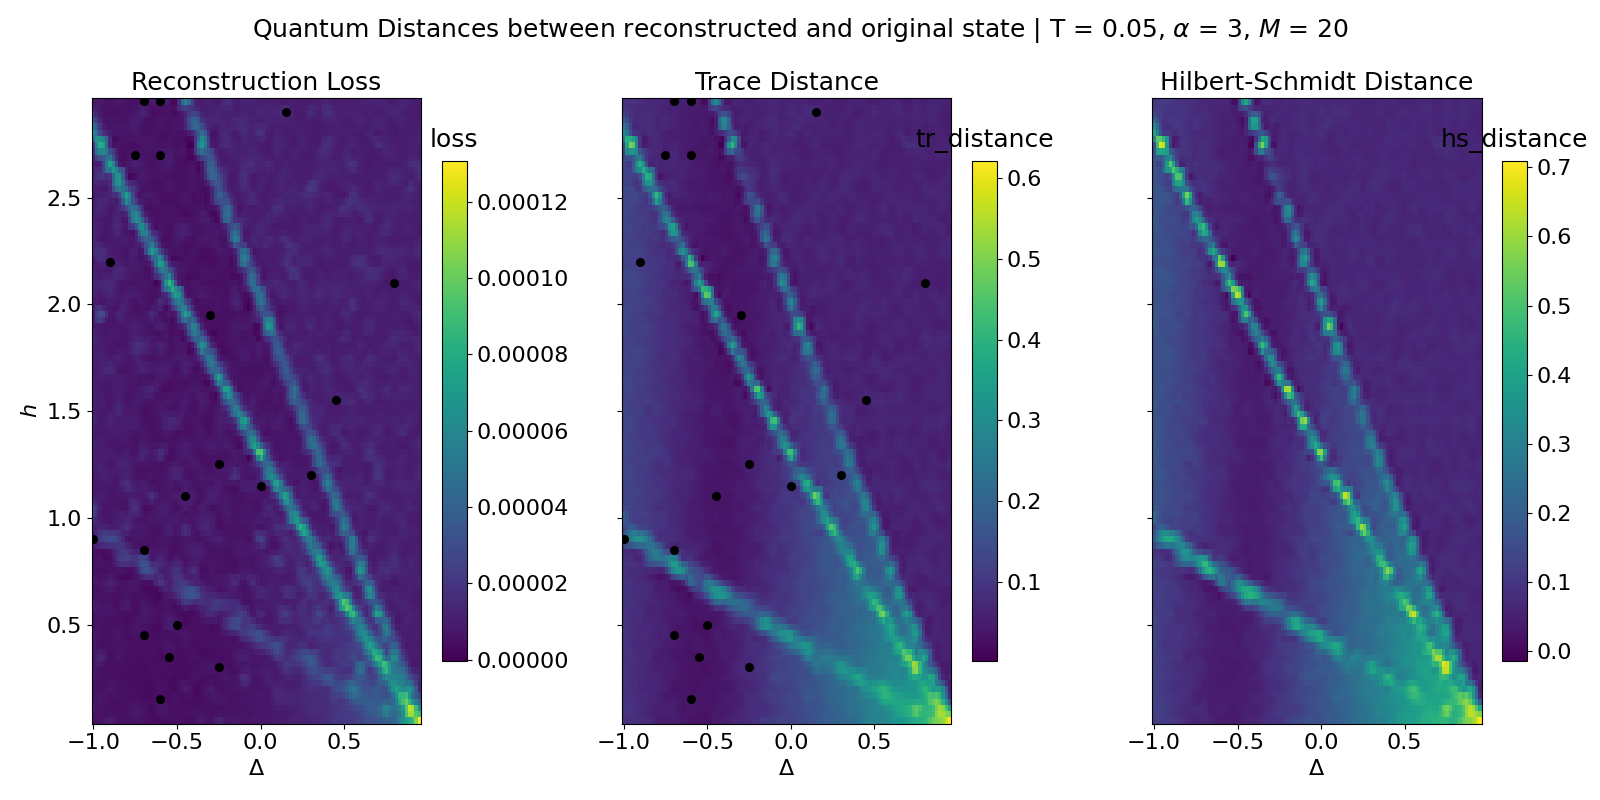 Quantum Distances between reconstructed and original state | T = 0.05, α = 3, M = 20
Reconstruction Loss
Trace Distance
Hilbert-Schmidt Distance
loss
tr_distance
hs_distance
h
2.5
2.0
1.5
1.0
0.5
−1.0 −0.5 0.0 0.5
Δ
0.00012
0.00010
0.00008
0.00006
0.00004
0.00002
0.00000
−1.0 −0.5 0.0 0.5
Δ
0.6
0.5
0.4
0.3
0.2
0.1
−1.0 −0.5 0.0 0.5
Δ
0.7
0.6
0.5
0.4
0.3
0.2
0.1
0.0